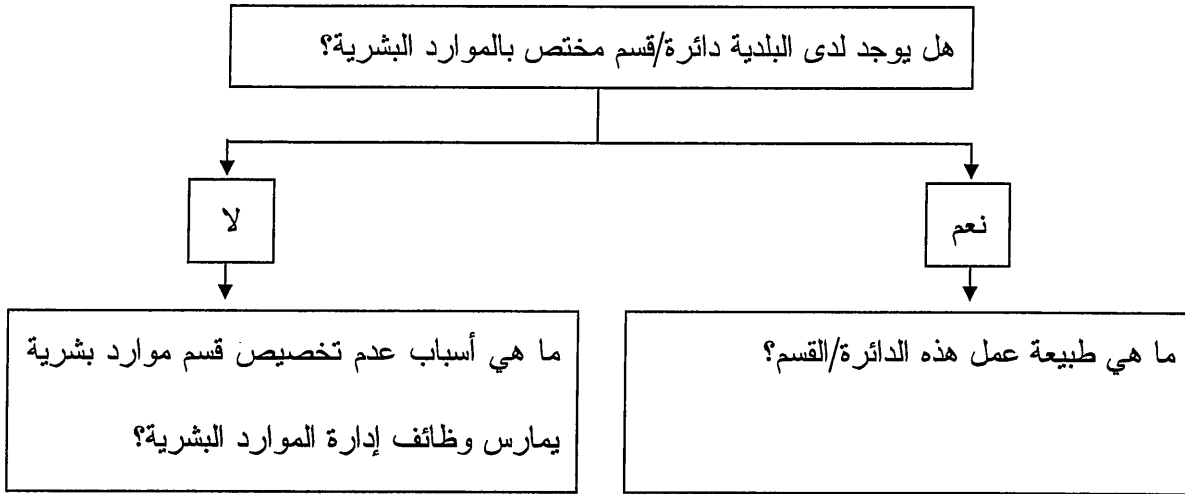 هل يوجد لدى البلدية دائرة/قسم مختص بالموارد البشرية؟
نعم
لا
ما هي طبيعة عمل هذه الدائرة/القسم؟
ما هي أسباب عدم تخصيص قسم موارد بشرية
يمارس وظائف إدارة الموارد البشرية؟